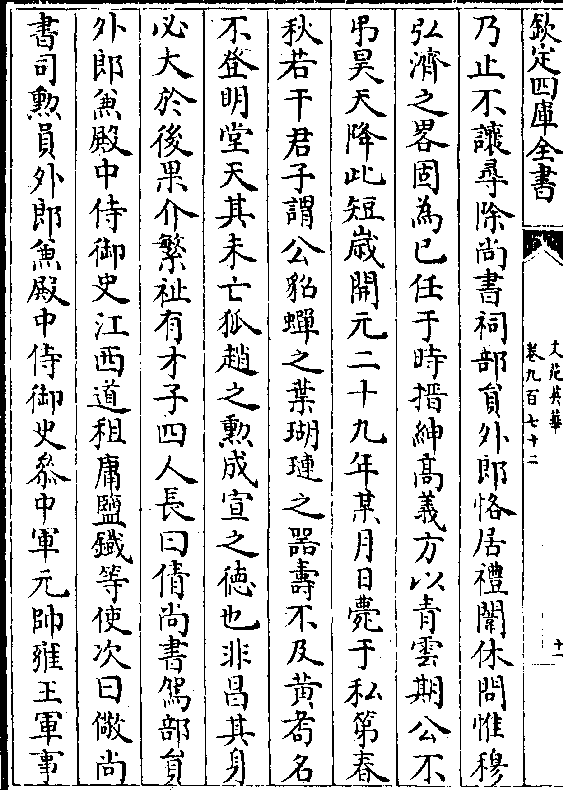 欽定四庫全書
文苑英華
卷九百七十二
十一
乃止不讓尋除尚書祠部員外郎恪居禮闈休問惟穆
弘濟之畧固為已任于時搢紳高義方以青雲期公不
弔昊天降此短歲開元二十九年某月日薨于私第春
秋若干君子謂公貂蟬之葉瑚璉之器壽不及黃耉名
不登明堂天其未亡狐趙之勲成宣之徳也非昌其身
必大於後果介繁祉有才子四人長曰倩尚書駕部員
外郎兼殿中侍御史江西道租庸鹽鐵等使次曰儆尚
書司勲員外郎兼殿中侍御史叅中軍元帥雍王軍事